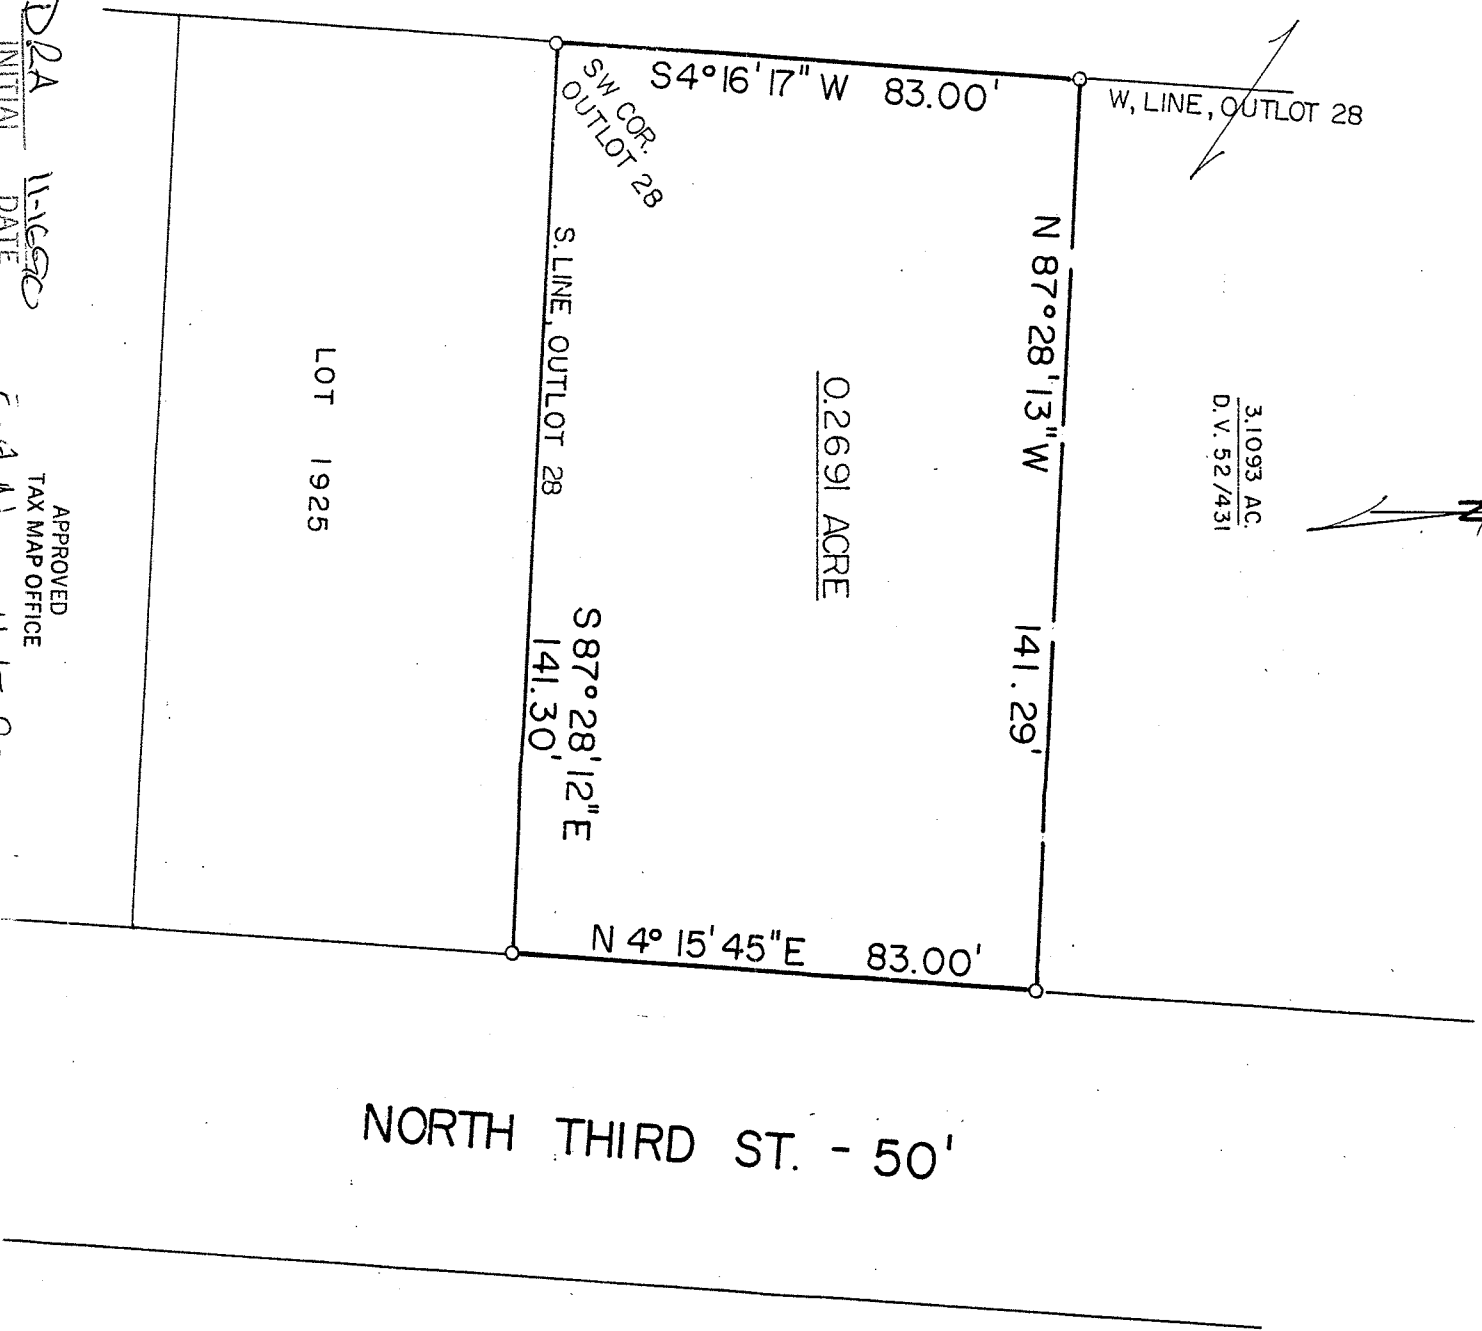 S4°16'17"W 83.00'
W, LINE, OUTLOT 28
SW COR.
OUTLOT 28
N 87°28'13"W 141.29'
S. LINE, OUTLOT 28
S 87°28'12"E
141.30'
0.2691 ACRE
3.1093 AC.
D.V. 52/431
N
LOT 1925
N 4° 15'45"E 83.00'
NORTH THIRD ST. - 50'
APPROVED
TAX MAP OFFICE
DRA
INITIAL DATE